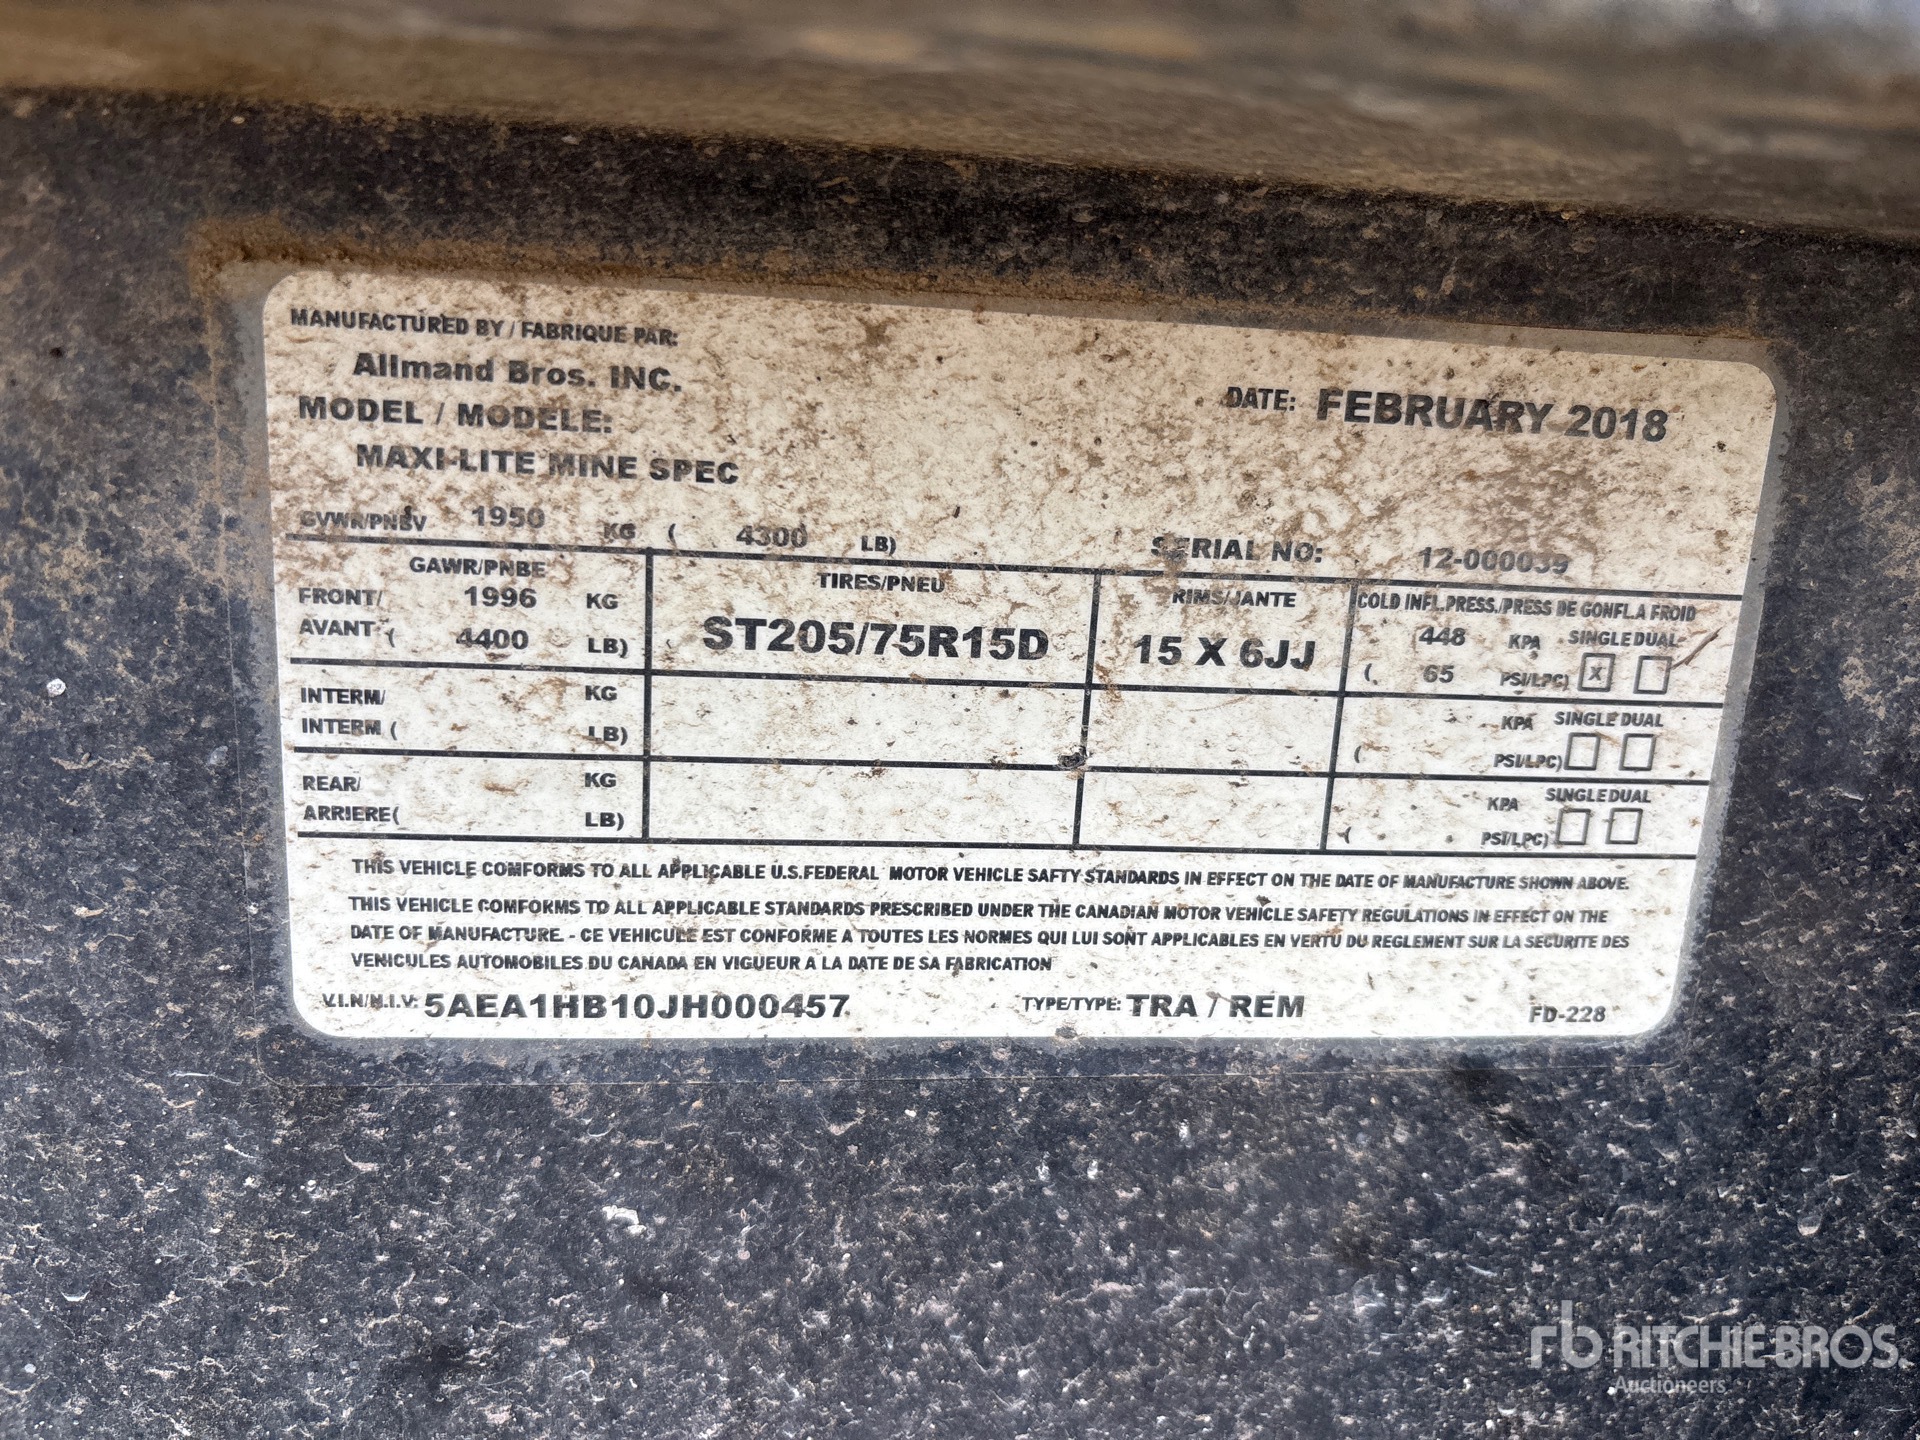 MANUFACTURED BY / FABRIQUE PAR:
Allmand Bros. INC.
DATE: FEBRUARY 2018
MODEL / MODELE:
MAXI-LITE MINE SPEC
GVWR/PNBV 1950 KG ( 4300 LB)
SERIAL NO: 12-000039
GAWR/PNBE TIRES/PNEU RIMS/JANTE COLD INFL.PRESS./PRESS DE GONFL.A FROID
FRONT/ 1996 KG ST205/75R15D 15 X 6JJ 448 KPA SINGLE DUAL
AVANT ( 4400 LB) ( 65 PSI/LPC) X
INTERM/ KG KPA SINGLE DUAL
INTERM ( LB) ( PSI/LPC)
REAR/ KG KPA SINGLE DUAL
ARRIERE( LB) ( PSI/LPC)
THIS VEHICLE COMFORMS TO ALL APPLICABLE U.S.FEDERAL MOTOR VEHICLE SAFTY STANDARDS IN EFFECT ON THE DATE OF MANUFACTURE SHOWN ABOVE.
THIS VEHICLE COMFORMS TO ALL APPLICABLE STANDARDS PRESCRIBED UNDER THE CANADIAN MOTOR VEHICLE SAFETY REGULATIONS IN EFFECT ON THE
DATE OF MANUFACTURE. - CE VEHICULE EST CONFORME A TOUTES LES NORMES QUI LUI SONT APPLICABLES EN VERTU DU REGLEMENT SUR LA SECURITE DES
VENICULES AUTOMOBILES DU CANADA EN VIGUEUR A LA DATE DE SA FABRICATION
V.I.N/N.I.V: 5AEA1HB10JH000457 TYPE/TYPE: TRA / REM FD-228
rb RITCHIE BROS.
Auctioneers